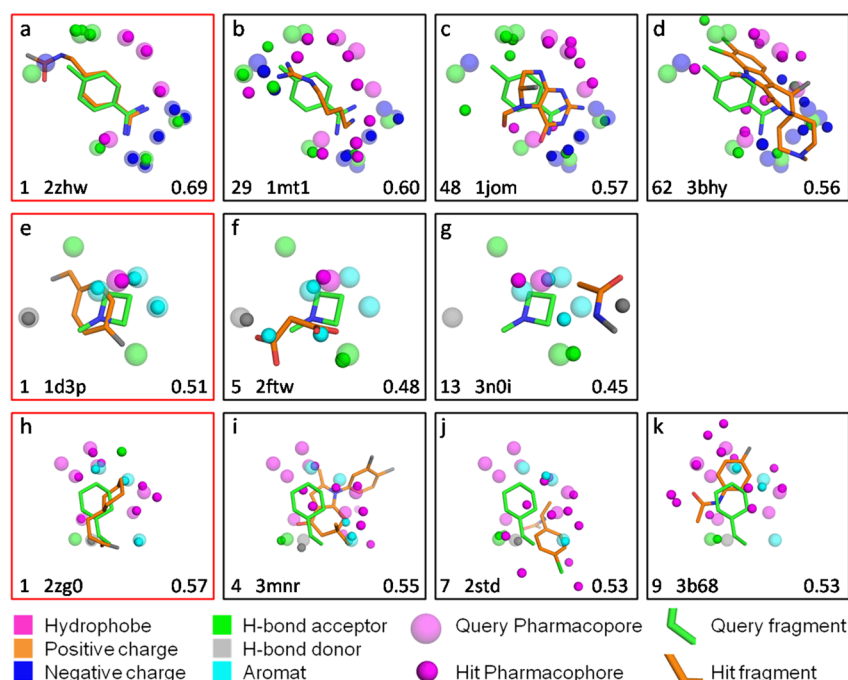 a b c d
1 2zhw 0.69 29 1mt1 0.60 48 1jom 0.57 62 3bhy 0.56
e f g
1 1d3p 0.51 5 2ftw 0.48 13 3n0i 0.45
h i j k
1 2zg0 0.57 4 3mnr 0.55 7 2std 0.53 9 3b68 0.53
Hydrophobe H-bond acceptor Query Pharmacopore Query fragment
Positive charge H-bond donor
Negative charge Aromat Hit Pharmacophore Hit fragment